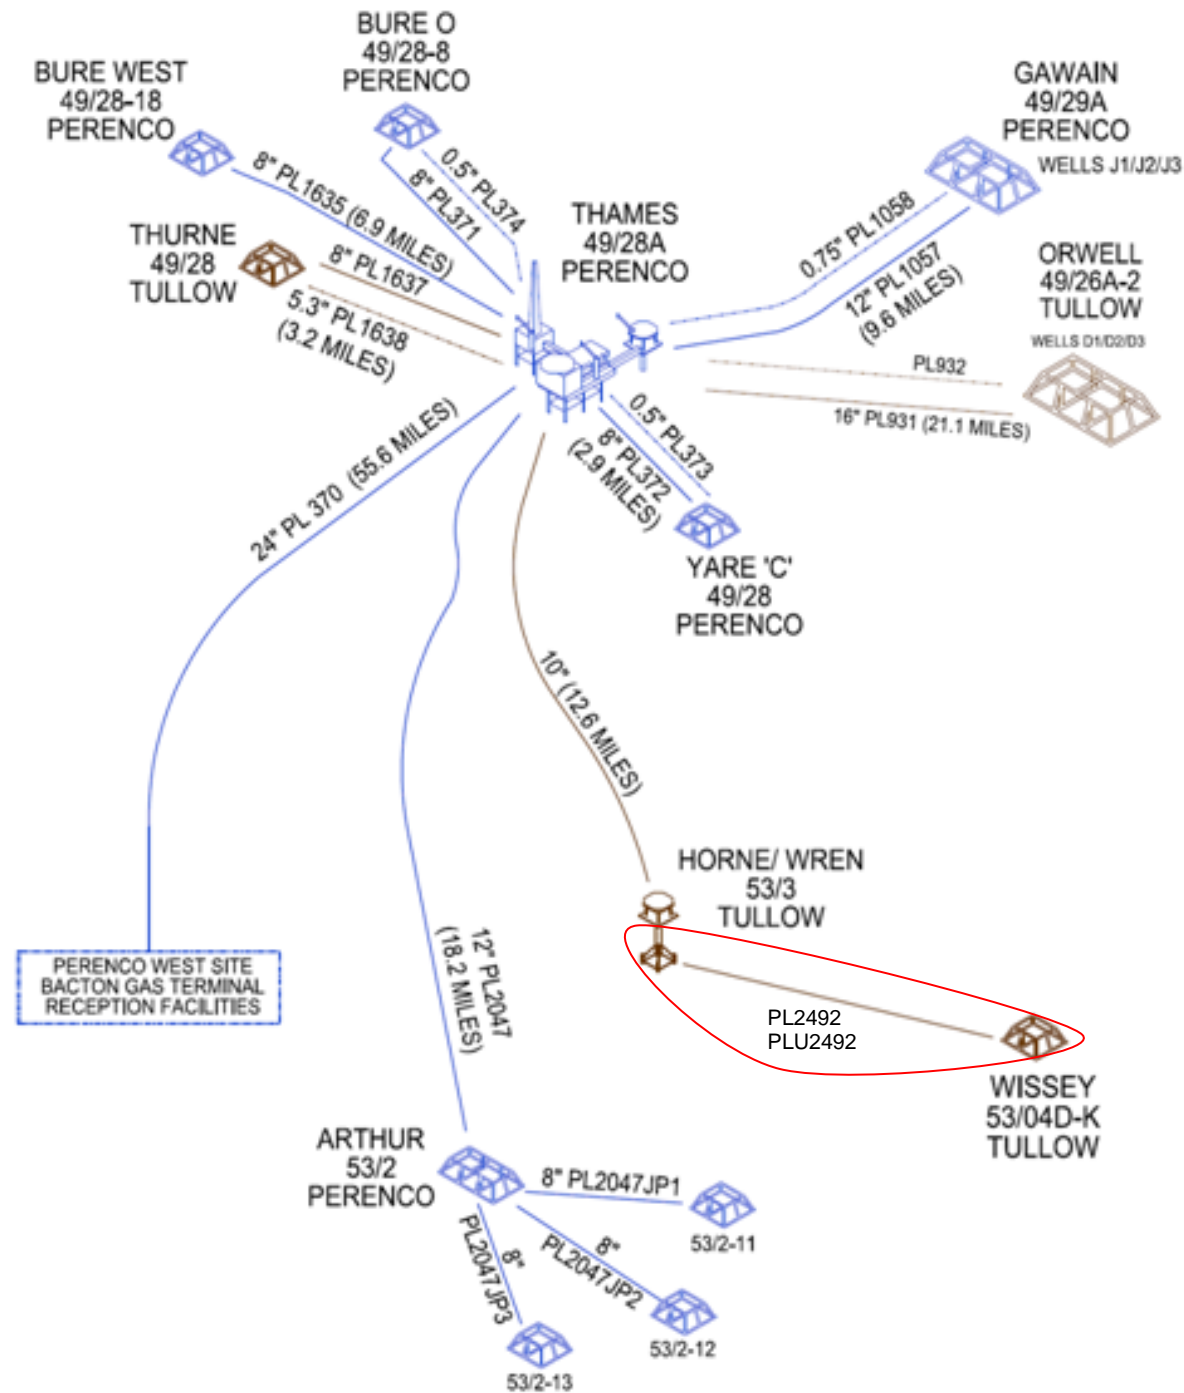 BURE O
49/28-8
PERENCO
BURE WEST
49/28-18
PERENCO
GAWAIN
49/29A
PERENCO
WELLS J1/J2/J3
8" PL1635 (6.9 MILES)
0.5" PL374
8" PL371
THURNE
49/28
TULLOW
8" PL1637
5.3" PL1638
(3.2 MILES)
THAMES
49/28A
PERENCO
0.75" PL1058
12" PL1057
(9.6 MILES)
ORWELL
49/26A-2
TULLOW
WELLS D1/D2/D3
PL932
16" PL931 (21.1 MILES)
0.5" PL373
8" PL372
(2.9 MILES)
YARE 'C'
49/28
PERENCO
24" PL 370 (55.6 MILES)
10" (12.6 MILES)
HORNE/ WREN
53/3
TULLOW
PERENCO WEST SITE
BACTON GAS TERMINAL
RECEPTION FACILITIES
12" PL2047
(18.2 MILES)
PL2492
PLU2492
WISSEY
53/04D-K
TULLOW
ARTHUR
53/2
PERENCO
8" PL2047JP1
53/2-11
8"
PL2047JP2
53/2-12
8"
PL2047JP3
53/2-13